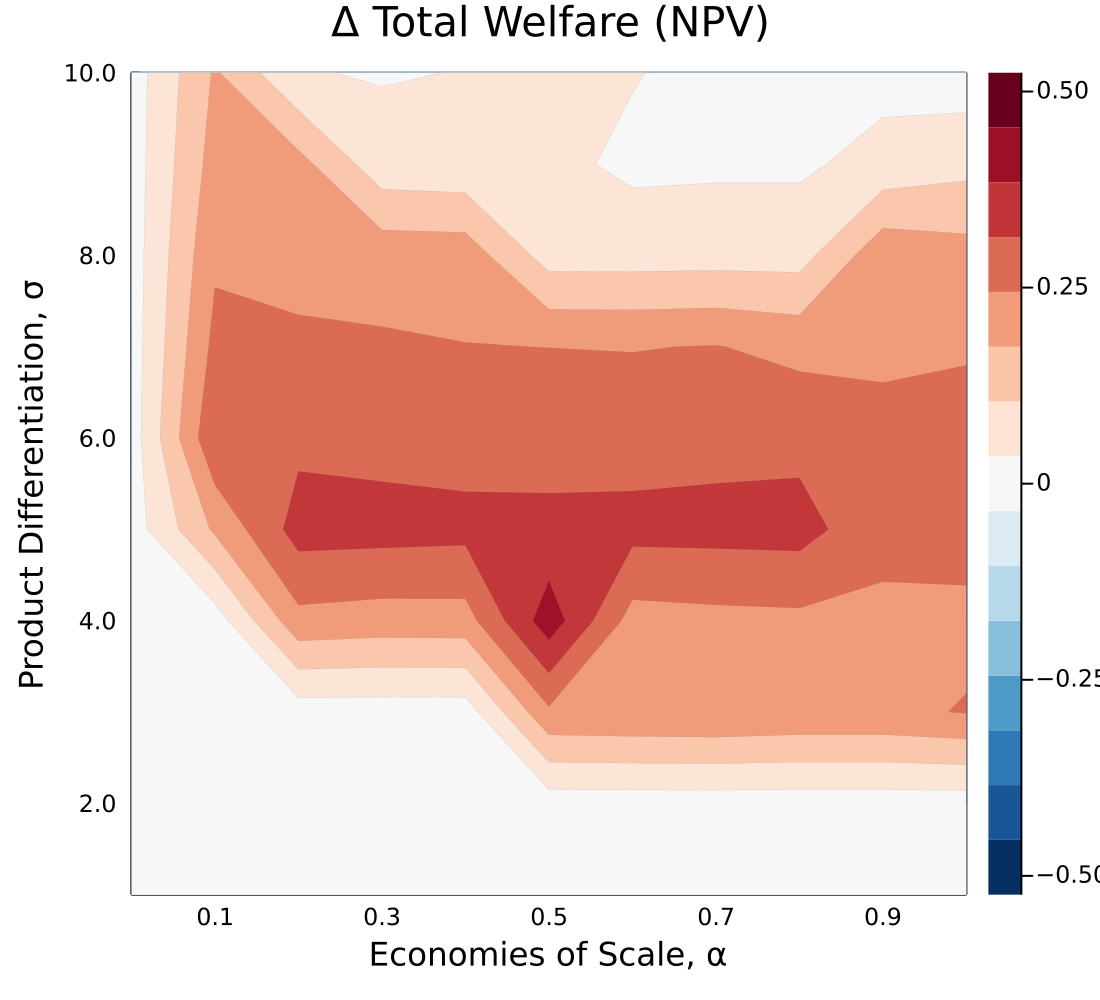 Δ Total Welfare (NPV)
10.0
8.0
6.0
4.0
2.0
Product Differentiation, σ
0.1 0.3 0.5 0.7 0.9
Economies of Scale, α
0.50
0.25
0
−0.25
−0.50